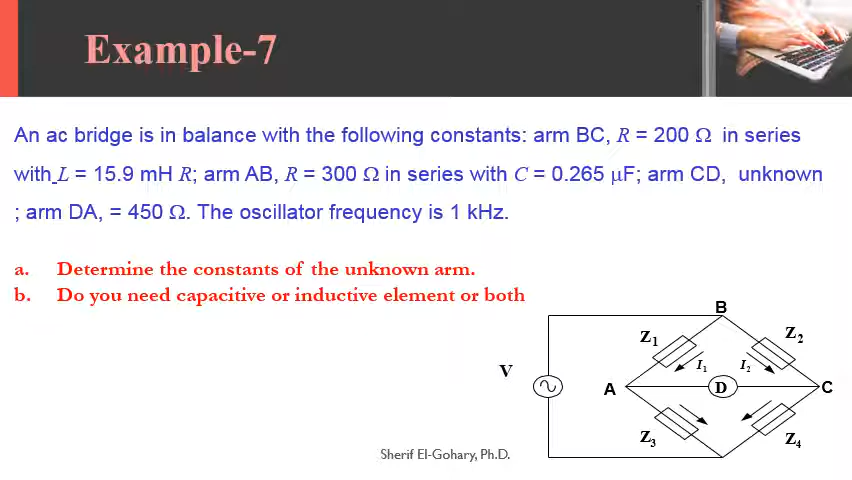 Example-7
An ac bridge is in balance with the following constants: arm BC, R = 200 Ω in series
with L = 15.9 mH R; arm AB, R = 300 Ω in series with C = 0.265 μF; arm CD, unknown
; arm DA, = 450 Ω. The oscillator frequency is 1 kHz.
a. Determine the constants of the unknown arm.
b. Do you need capacitive or inductive element or both
B
Z1 Z2
V I1 I2
A D C
Z3 Z4
Sherif El-Gohary, Ph.D.